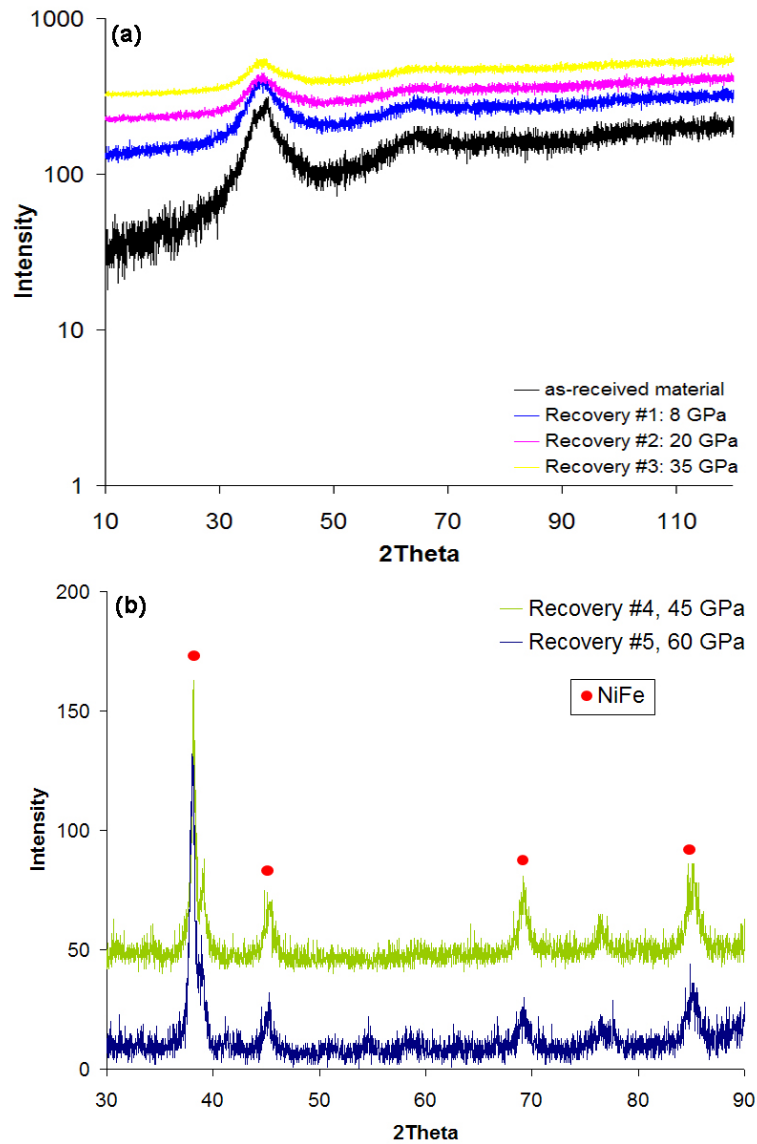 (a)
1000
100
10
1
Intensity
as-received material
Recovery #1: 8 GPa
Recovery #2: 20 GPa
Recovery #3: 35 GPa
10 30 50 70 90 110
2Theta
(b)
200
150
100
50
0
Intensity
Recovery #4, 45 GPa
Recovery #5, 60 GPa
NiFe
30 40 50 60 70 80 90
2Theta